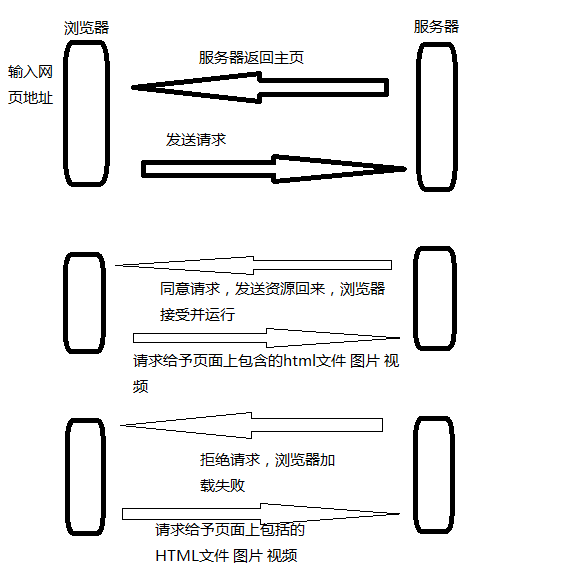 浏览器
服务器
输入网
页地址
服务器返回主页
发送请求
同意请求，发送资源回来，浏览器
接受并运行
请求给予页面上包含的html文件 图片 视
频
拒绝请求，浏览器加
载失败
请求给予页面上包括的
HTML文件 图片 视频